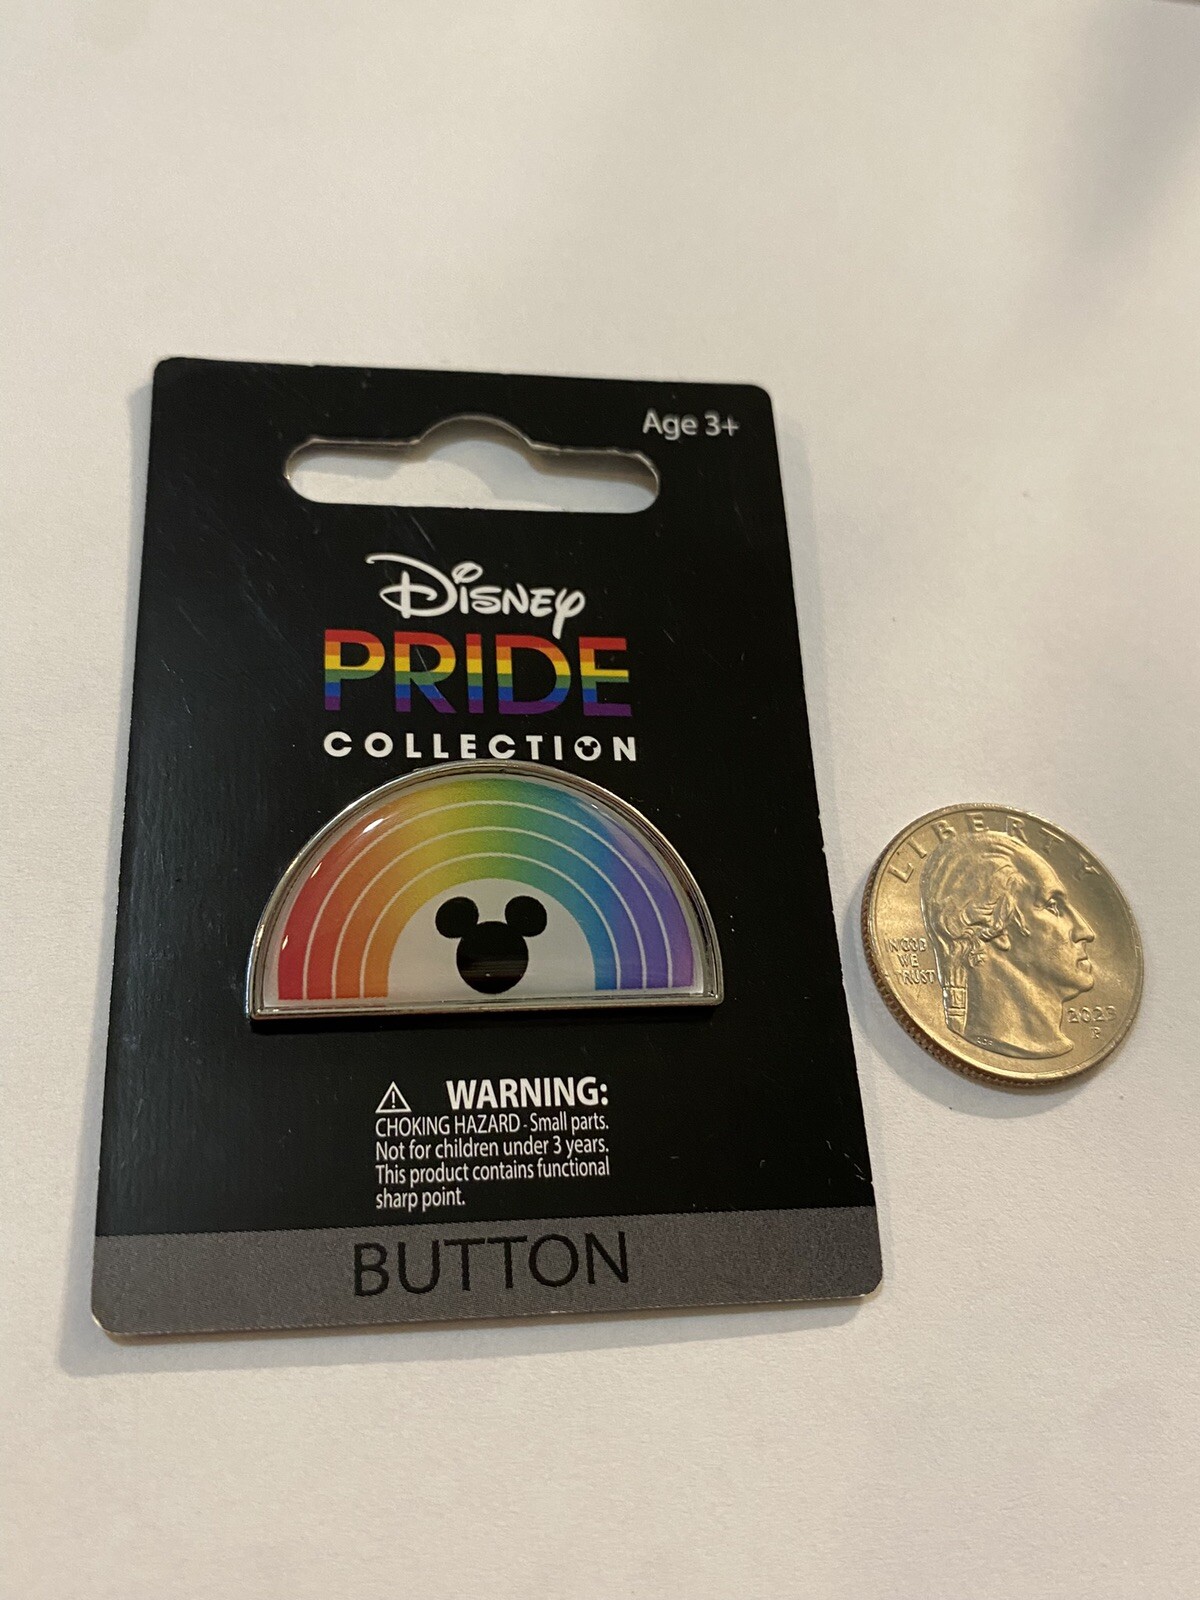 Age 3+
Disney
PRIDE
COLLECTION
WARNING:
CHOKING HAZARD - Small parts.
Not for children under 3 years.
This product contains functional
sharp point.
BUTTON
LIBERTY
IN GOD
WE
TRUST
2023
P